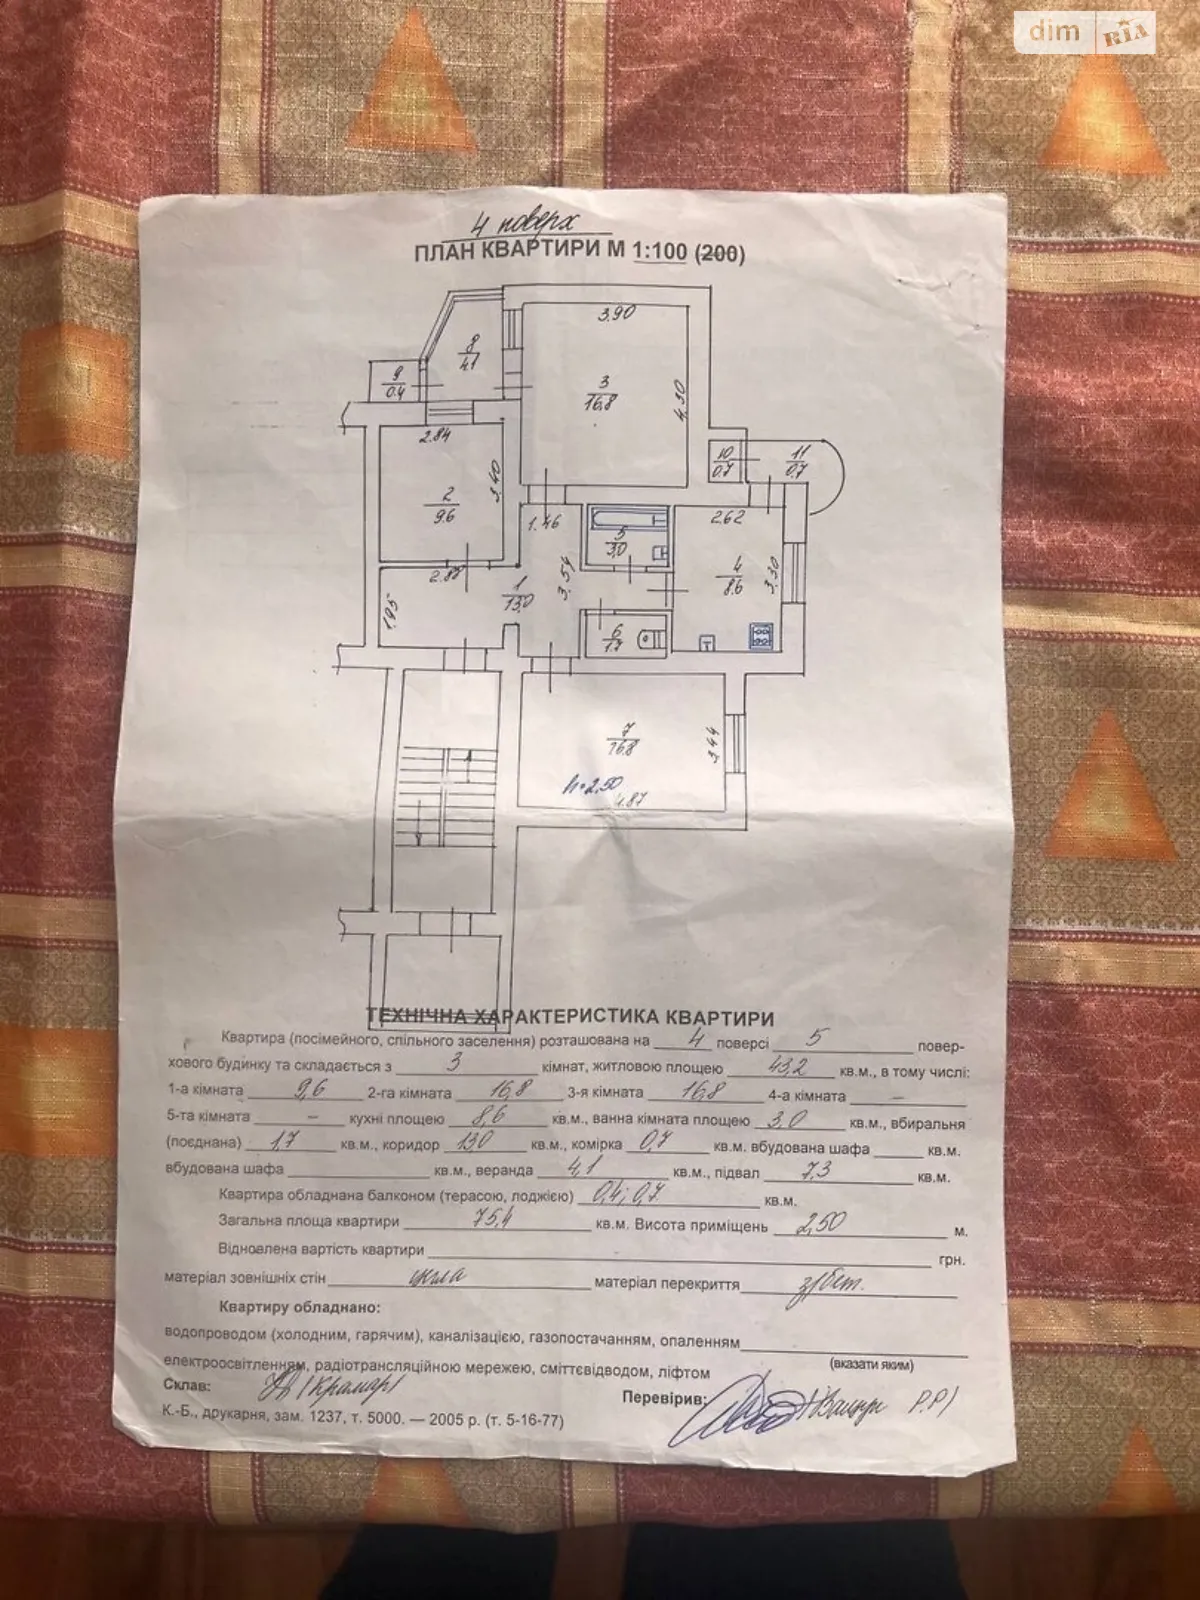 dim RIA
4 поверх
ПЛАН КВАРТИРИ М 1:100 (200)
3.90
8
4.1
9
0.4
3
16.8
4.30
2.84
10
0.7
11
0.7
3.40
2
9.6
1.46
5
3,0
2.62
2.85
1
13.0
3.54
4
8.6
3.30
1.95
6
1.7
7
16.8
3.44
h=2,50
4.87
ТЕХНІЧНА ХАРАКТЕРИСТИКА КВАРТИРИ
Квартира (посімейного, спільного заселення) розташована на 4 поверсі 5 повер-
хового будинку та складається з 3 кімнат, житловою площею 43,2 кв.м., в тому числі:
1-а кімната 9,6 2-га кімната 16,8 3-я кімната 16,8 4-а кімната –
5-та кімната – кухні площею 8,6 кв.м., ванна кімната площею 3,0 кв.м., вбиральня
(поєднана) 1,7 кв.м., коридор 13,0 кв.м., комірка 0,7 кв.м. вбудована шафа кв.м.
вбудована шафа кв.м., веранда 4,1 кв.м., підвал 7,3 кв.м.
Квартира обладнана балконом (терасою, лоджією) 0,4; 0,7 кв.м.
Загальна площа квартири 75,4 кв.м. Висота приміщень 2,50 м.
Відновлена вартість квартири грн.
матеріал зовнішніх стін цегла матеріал перекриття з/бет.
Квартиру обладнано:
водопроводом (холодним, гарячим), каналізацією, газопостачанням, опаленням
(вказати яким)
електроосвітленням, радіотрансляційною мережею, сміттєвідводом, ліфтом
Склав: Перевірив: Р.Р)
К.-Б., друкарня, зам. 1237, т. 5000. — 2005 р. (т. 5-16-77)